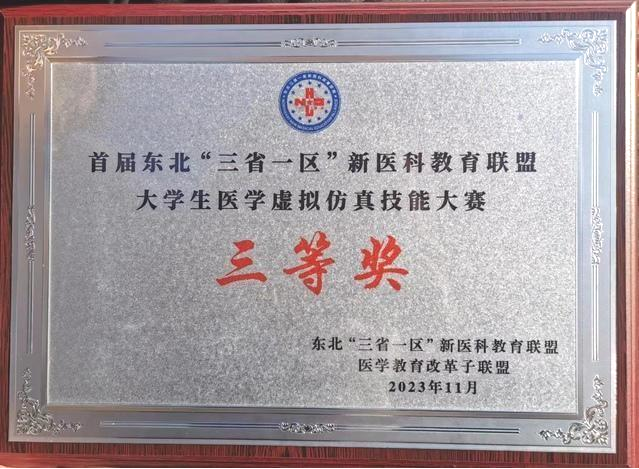 首届东北“三省一区”新医科教育联盟
大学生医学虚拟仿真技能大赛
三等奖
东北“三省一区”新医科教育联盟
医学教育改革子联盟
2023年11月